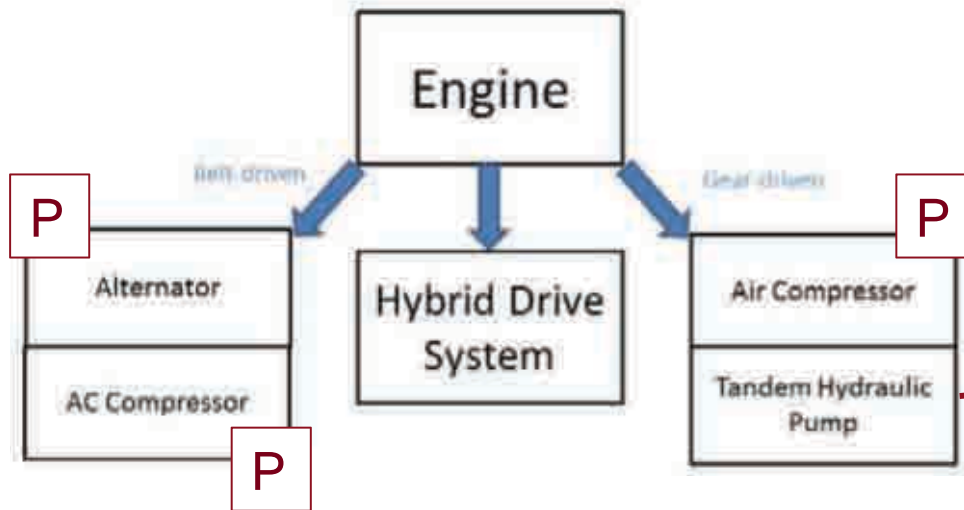 Engine
Belt driven
Gear driven
P
P
Alternator
Hybrid Drive
System
Air Compressor
AC Compressor
Tandem Hydraulic
Pump
P